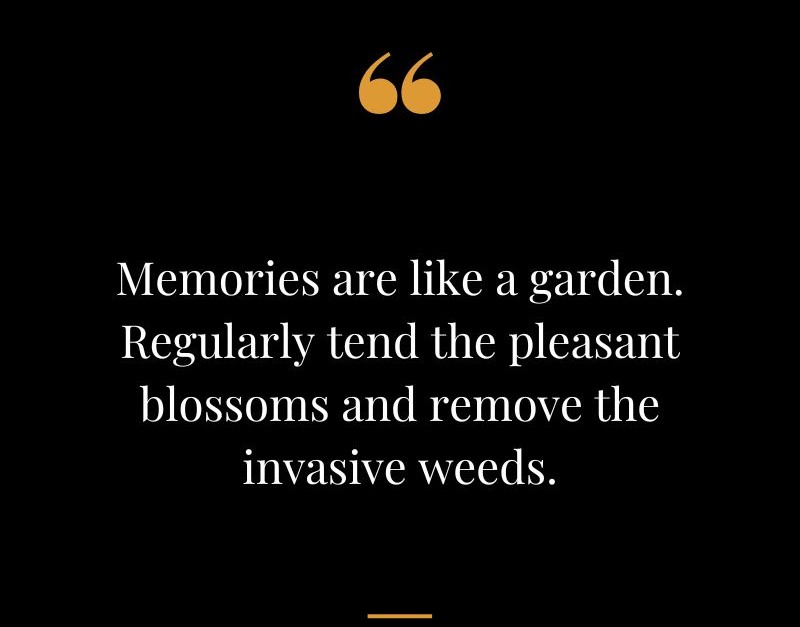 “
Memories are like a garden.
Regularly tend the pleasant
blossoms and remove the
invasive weeds.